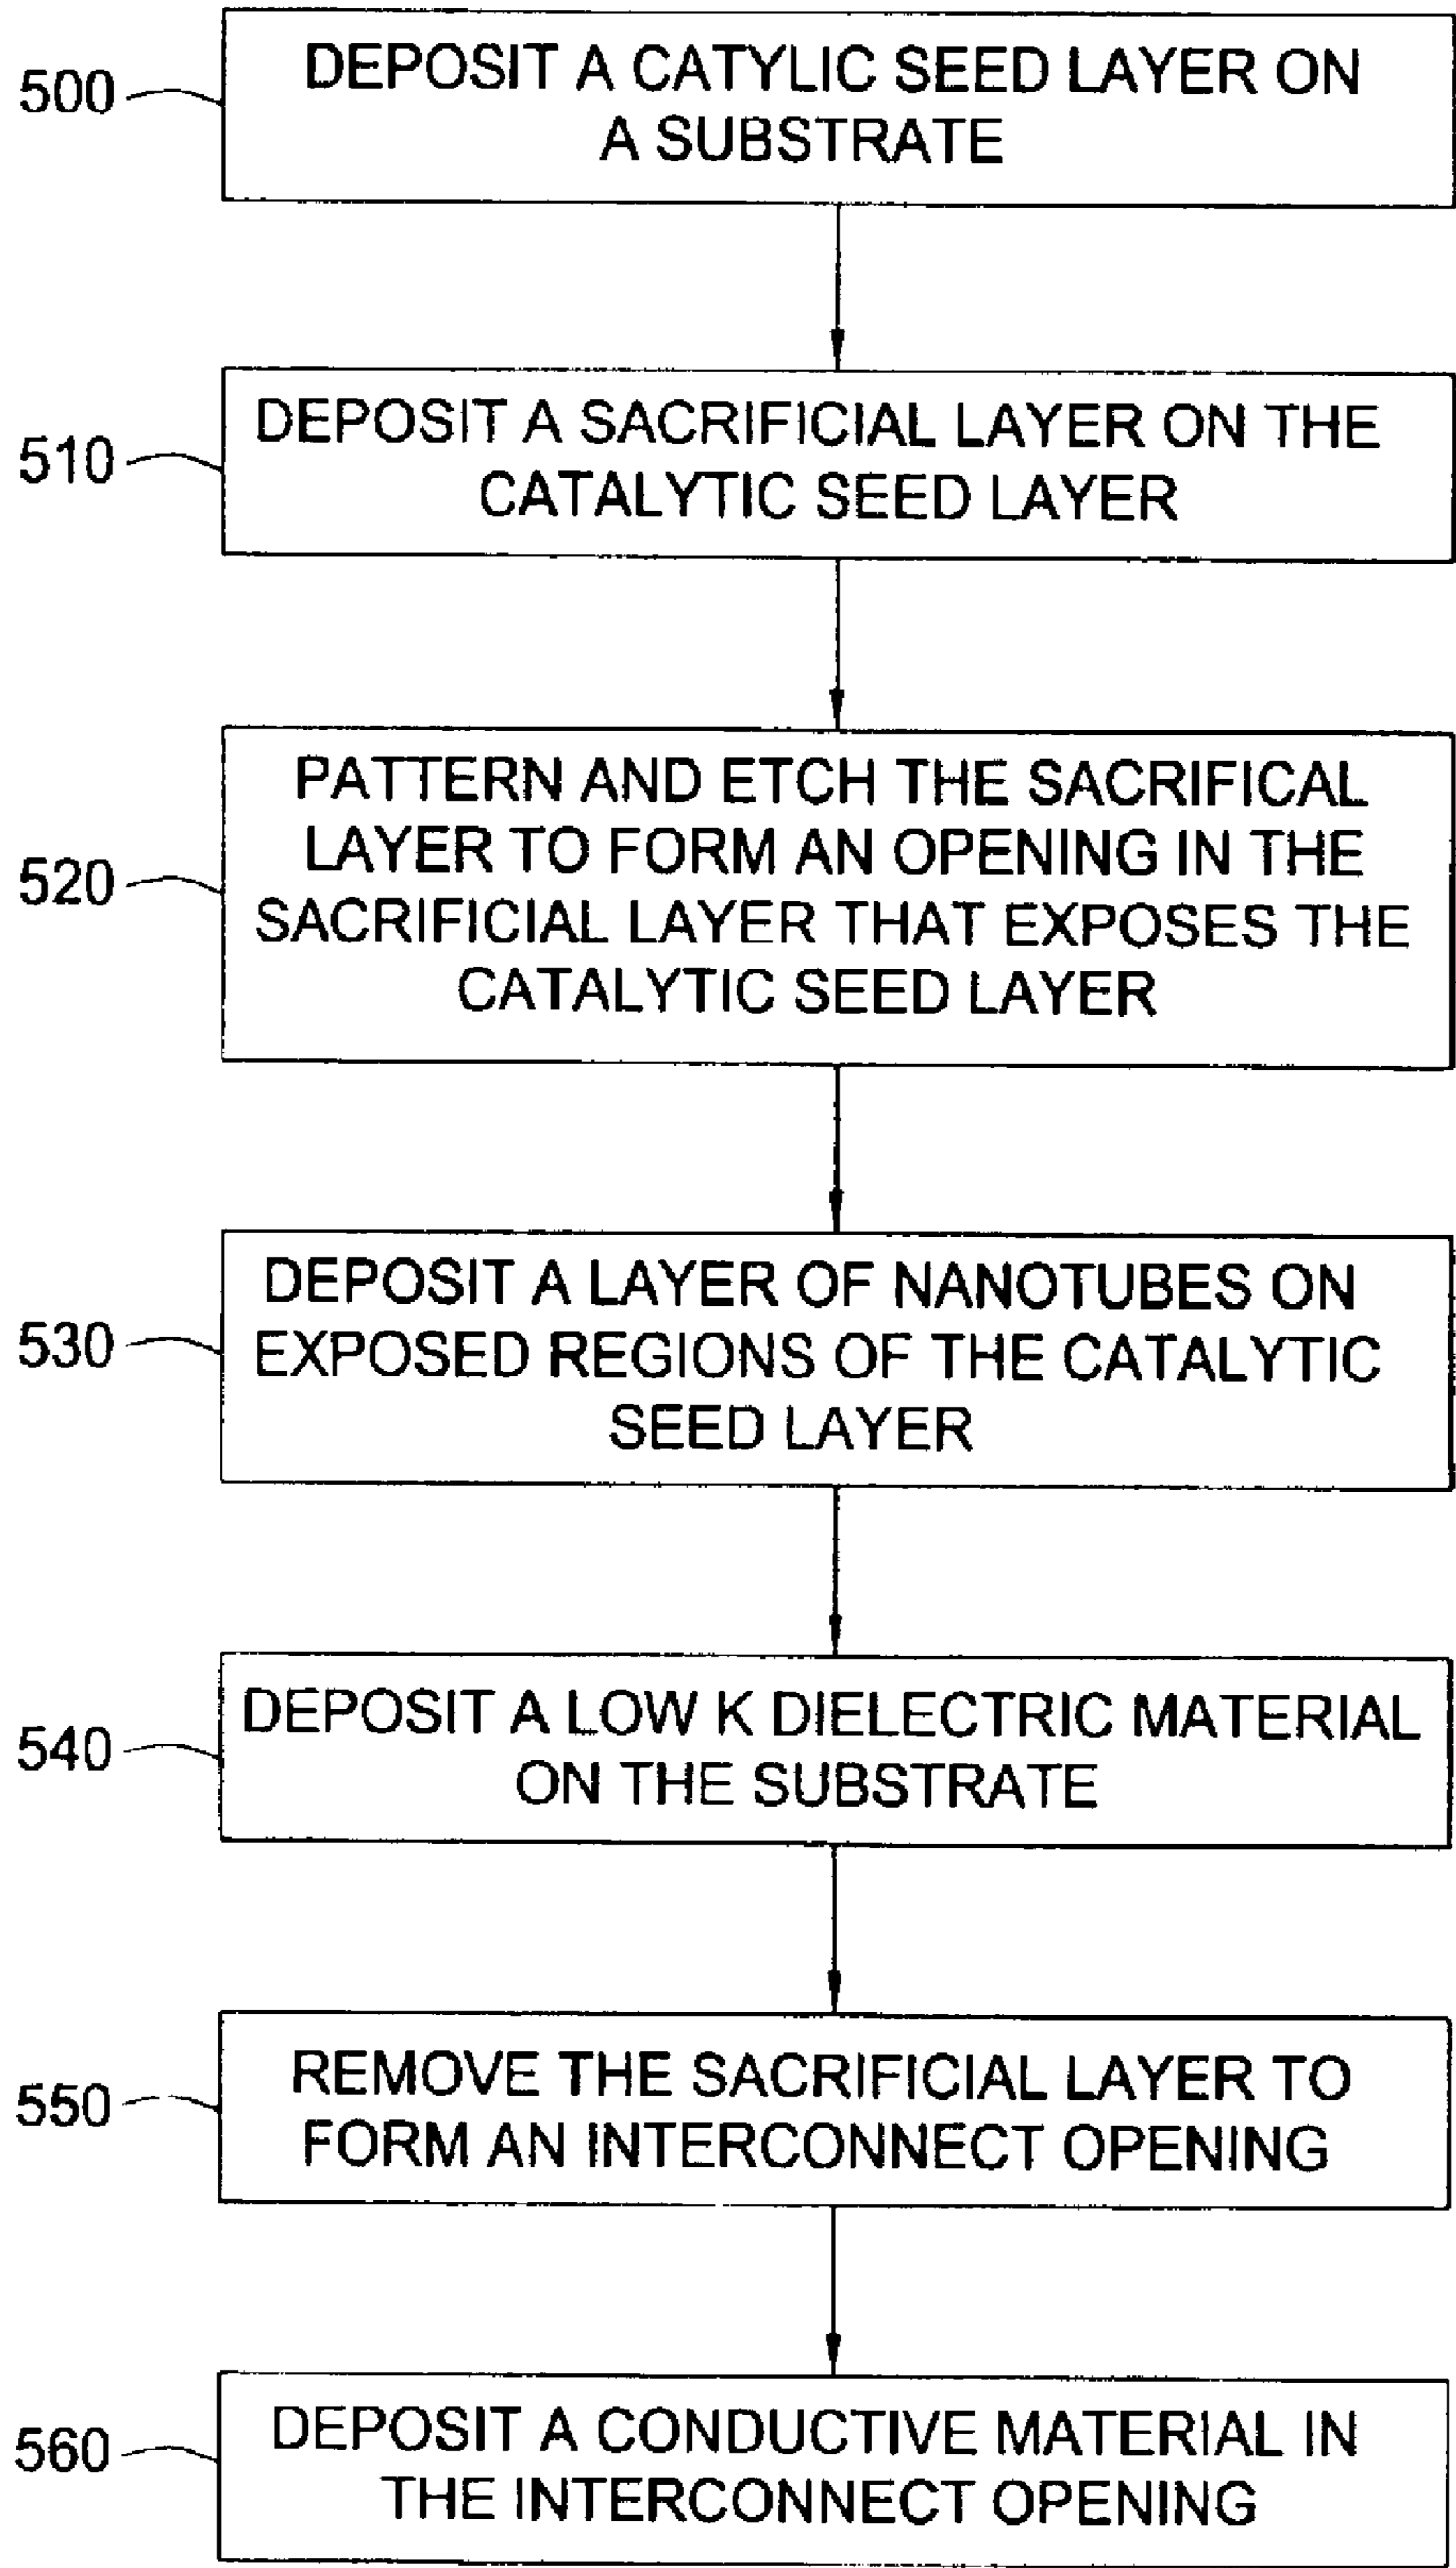 500
DEPOSIT A CATYLIC SEED LAYER ON
A SUBSTRATE
510
DEPOSIT A SACRIFICIAL LAYER ON THE
CATALYTIC SEED LAYER
520
PATTERN AND ETCH THE SACRIFICAL
LAYER TO FORM AN OPENING IN THE
SACRIFICIAL LAYER THAT EXPOSES THE
CATALYTIC SEED LAYER
530
DEPOSIT A LAYER OF NANOTUBES ON
EXPOSED REGIONS OF THE CATALYTIC
SEED LAYER
540
DEPOSIT A LOW K DIELECTRIC MATERIAL
ON THE SUBSTRATE
550
REMOVE THE SACRIFICIAL LAYER TO
FORM AN INTERCONNECT OPENING
560
DEPOSIT A CONDUCTIVE MATERIAL IN
THE INTERCONNECT OPENING